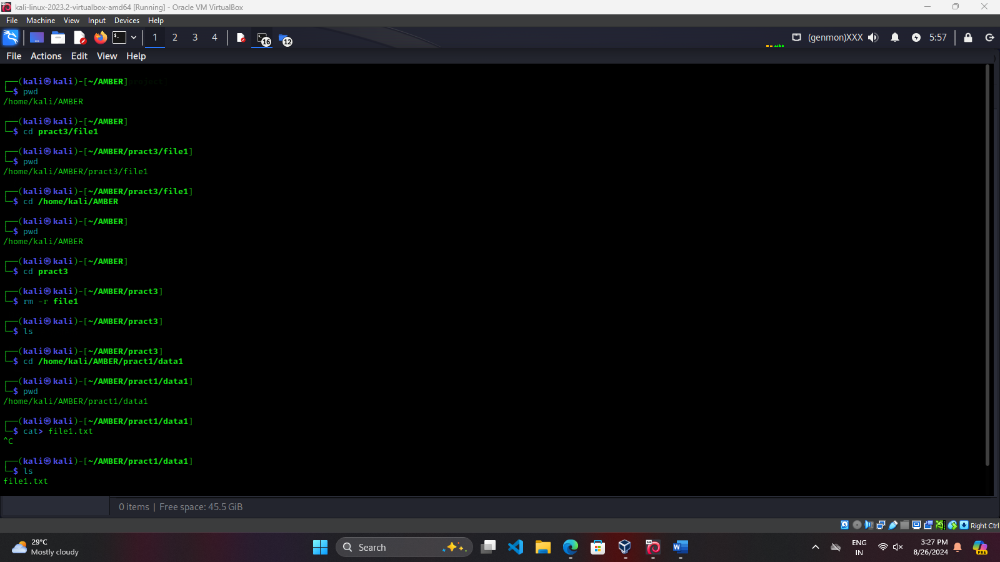 kali-linux-2023.2-virtualbox-amd64 [Running] - Oracle VM VirtualBox
File Machine View Input Devices Help
1 2 3 4 16 12 (genmon)XXX 5:57
File Actions Edit View Help
┌──(kali㉿kali)-[~/AMBER]
└─$ pwd
/home/kali/AMBER
┌──(kali㉿kali)-[~/AMBER]
└─$ cd pract3/file1
┌──(kali㉿kali)-[~/AMBER/pract3/file1]
└─$ pwd
/home/kali/AMBER/pract3/file1
┌──(kali㉿kali)-[~/AMBER/pract3/file1]
└─$ cd /home/kali/AMBER
┌──(kali㉿kali)-[~/AMBER]
└─$ pwd
/home/kali/AMBER
┌──(kali㉿kali)-[~/AMBER]
└─$ cd pract3
┌──(kali㉿kali)-[~/AMBER/pract3]
└─$ rm -r file1
┌──(kali㉿kali)-[~/AMBER/pract3]
└─$ ls
┌──(kali㉿kali)-[~/AMBER/pract3]
└─$ cd /home/kali/AMBER/pract1/data1
┌──(kali㉿kali)-[~/AMBER/pract1/data1]
└─$ pwd
/home/kali/AMBER/pract1/data1
┌──(kali㉿kali)-[~/AMBER/pract1/data1]
└─$ cat> file1.txt
^C
┌──(kali㉿kali)-[~/AMBER/pract1/data1]
└─$ ls
file1.txt
0 items | Free space: 45.5 GiB
Right Ctrl
29°C
Mostly cloudy
Search
ENG
IN
3:27 PM
8/26/2024
PRE